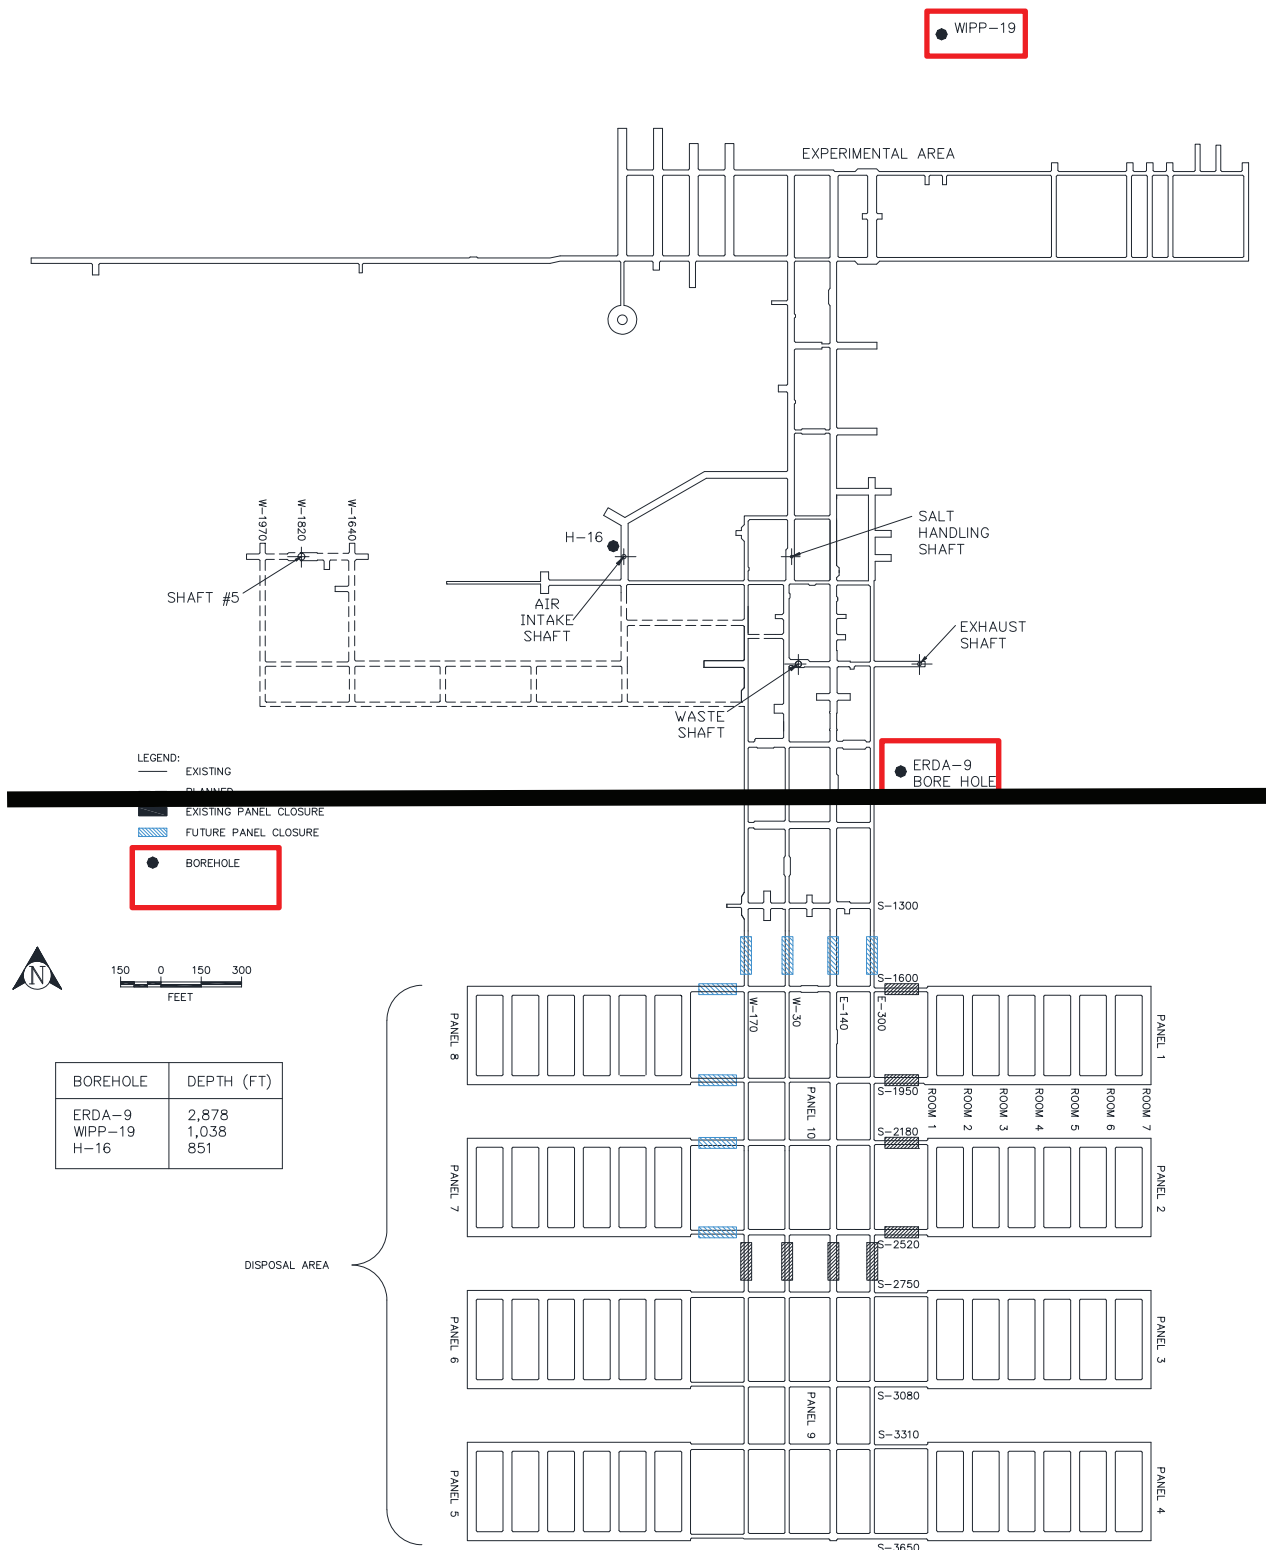 WIPP-19
EXPERIMENTAL AREA
W-1970
W-1820
W-1640
H-16
SALT
HANDLING
SHAFT
SHAFT #5
AIR
INTAKE
SHAFT
EXHAUST
SHAFT
WASTE
SHAFT
ERDA-9
BORE HOLE
LEGEND:
EXISTING
PLANNED
EXISTING PANEL CLOSURE
FUTURE PANEL CLOSURE
BOREHOLE
S-1300
N
150 0 150 300
FEET
S-1600
W-170
W-30
E-140
E-300
PANEL 8
PANEL 1
BOREHOLE DEPTH (FT)
ERDA-9 2,878
WIPP-19 1,038
H-16 851
S-1950
PANEL 10
ROOM 1
ROOM 2
ROOM 3
ROOM 4
ROOM 5
ROOM 6
ROOM 7
S-2180
PANEL 7
PANEL 2
S-2520
DISPOSAL AREA
S-2750
PANEL 6
PANEL 3
S-3080
PANEL 9
S-3310
PANEL 5
PANEL 4
S-3650